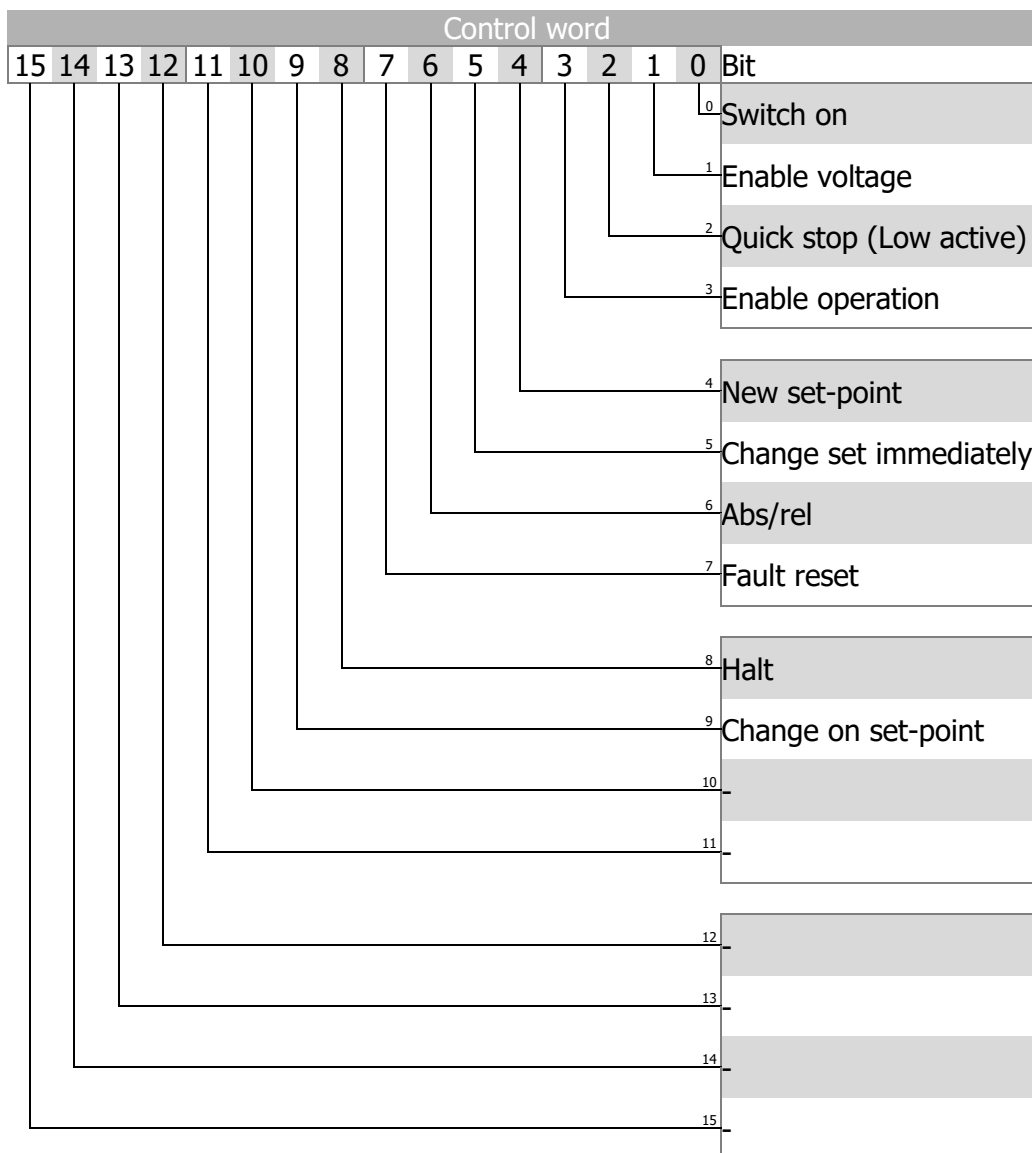 Control word
15 14 13 12 11 10 9 8 7 6 5 4 3 2 1 0 Bit
0 Switch on
1 Enable voltage
2 Quick stop (Low active)
3 Enable operation
4 New set-point
5 Change set immediately
6 Abs/rel
7 Fault reset
8 Halt
9 Change on set-point
10 -
11 -
12 -
13 -
14 -
15 -